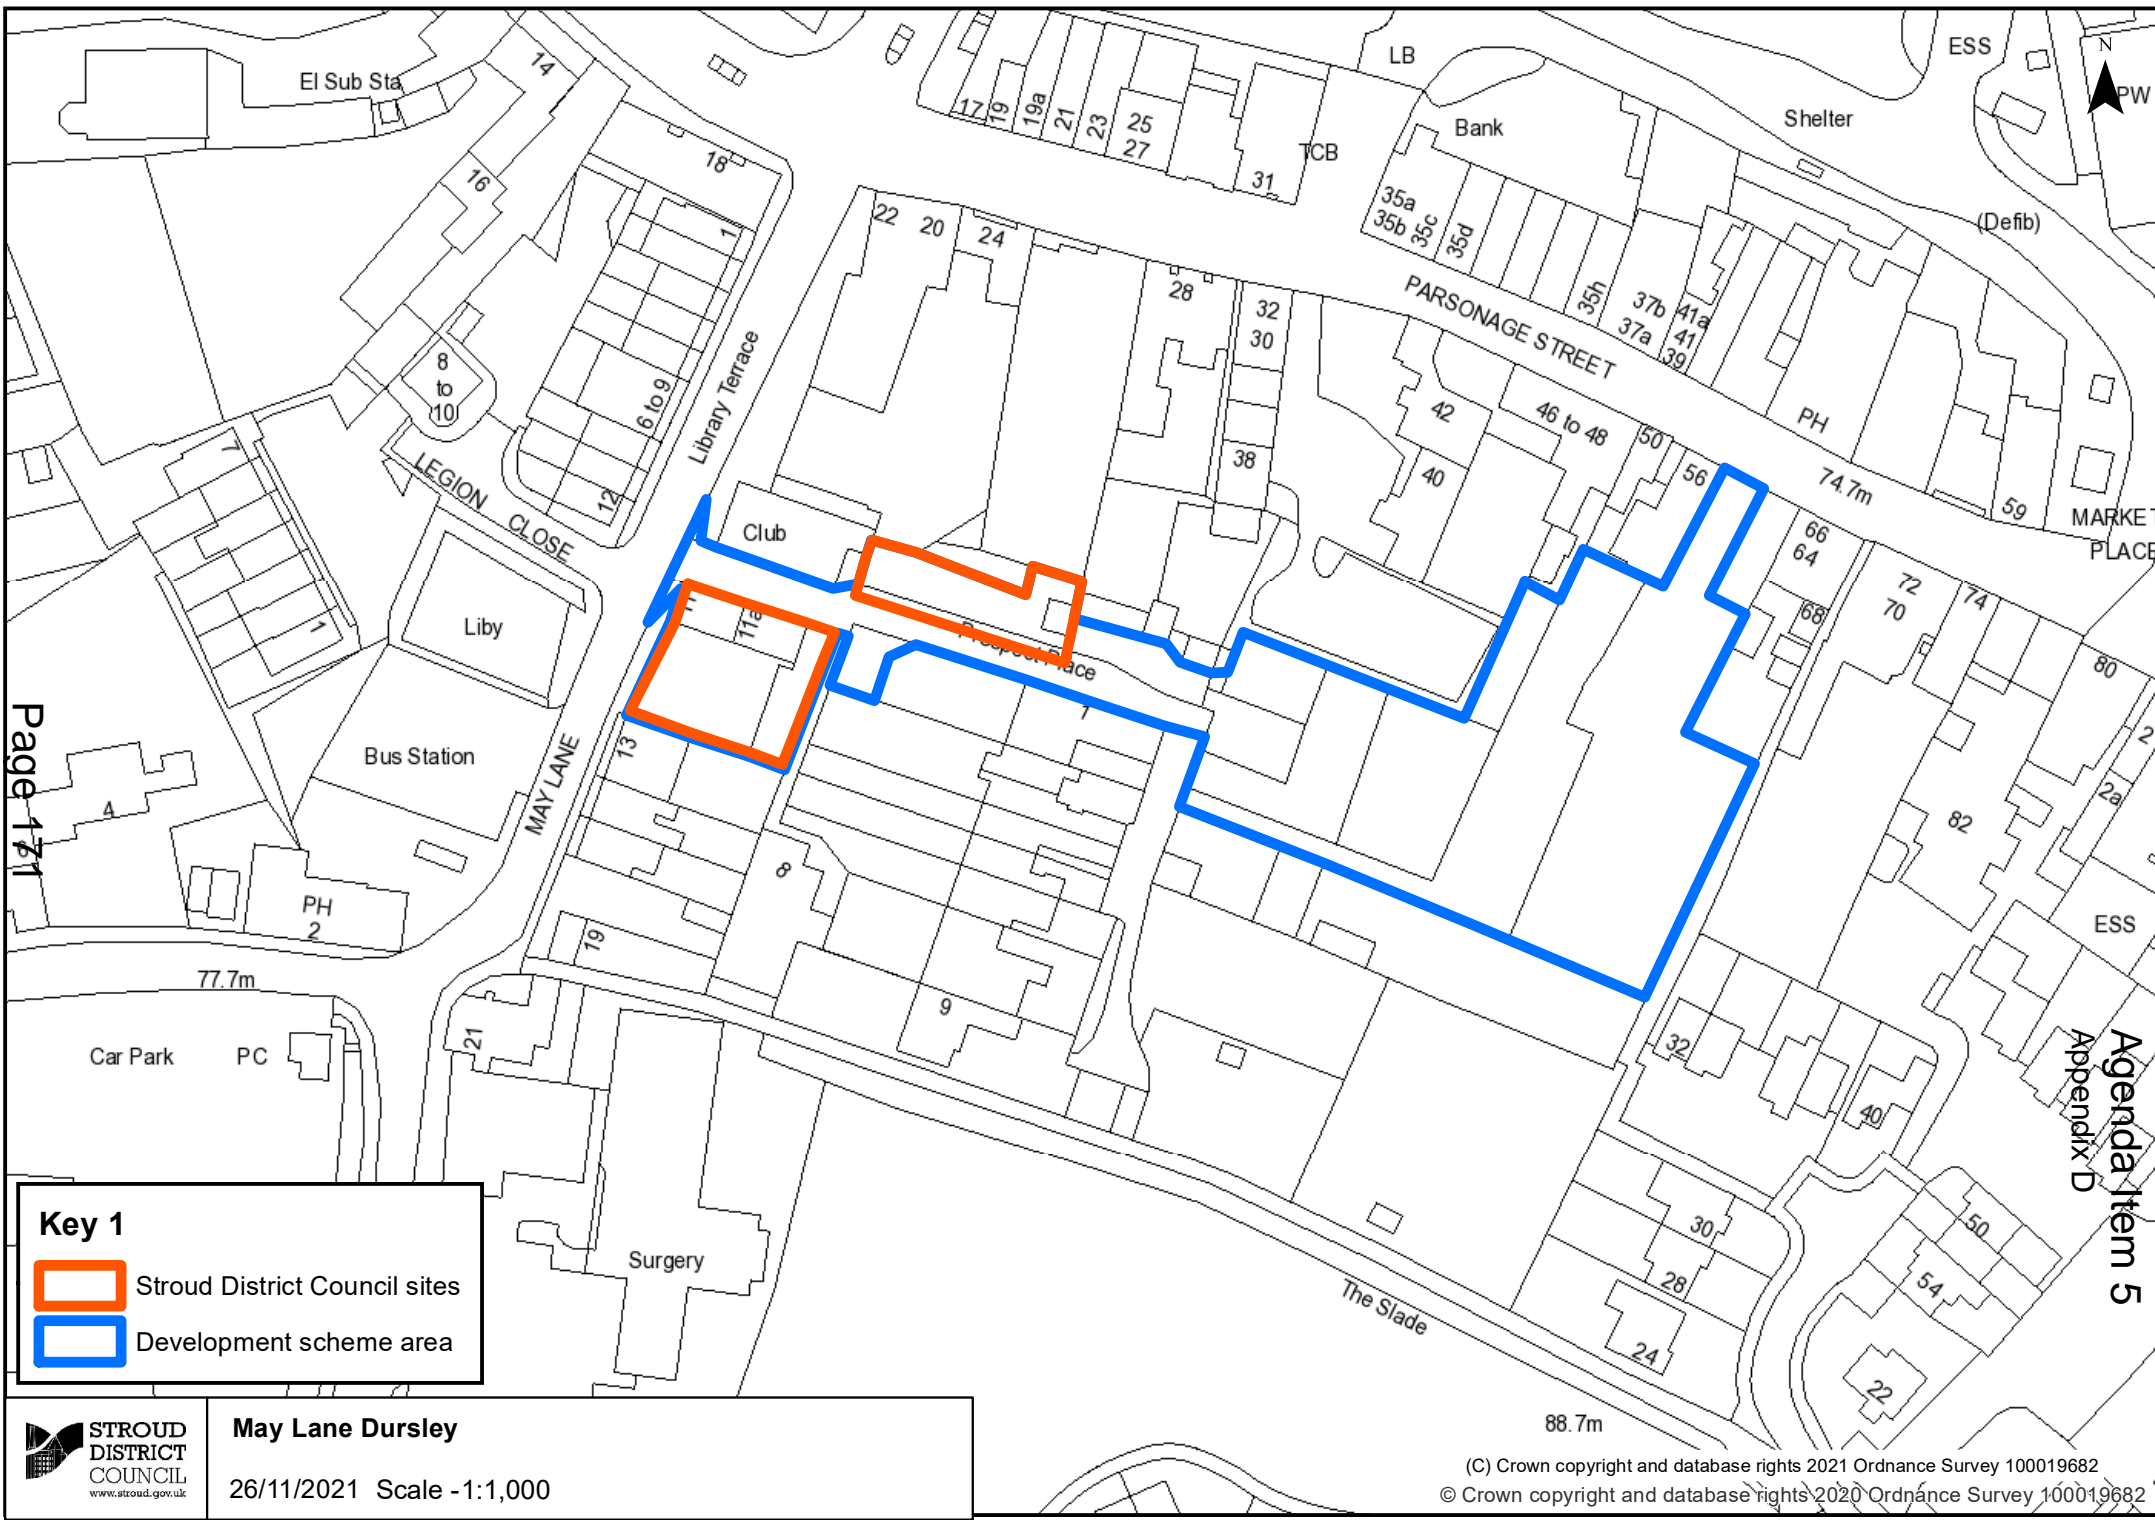 El Sub Sta
14
16
18
1
8
to
10
6 to 9
12
7
1
LEGION CLOSE
Library Terrace
Liby
Bus Station
MAY LANE
4
PH
2
77.7m
Car Park
PC
17
19
19a
21
23
25
27
31
TCB
LB
Bank
ESS
Shelter
PW
N
(Defib)
22
20
24
28
32
30
38
35a
35b
35c
35d
35h
37b
37a
41a
41
39
PARSONAGE STREET
PH
42
40
46 to 48
50
56
74.7m
59
MARKET
PLACE
66
64
68
72
70
74
80
2
2a
82
ESS
Club
11
11a
Prospect Place
1
13
8
19
9
21
Surgery
The Slade
32
40
30
28
24
50
54
22
88.7m
Page 171
Agenda Item 5
Appendix D
Key 1
Stroud District Council sites
Development scheme area
STROUD
DISTRICT
COUNCIL
www.stroud.gov.uk
May Lane Dursley
26/11/2021 Scale -1:1,000
(C) Crown copyright and database rights 2021 Ordnance Survey 100019682
© Crown copyright and database rights 2020 Ordnance Survey 100019682